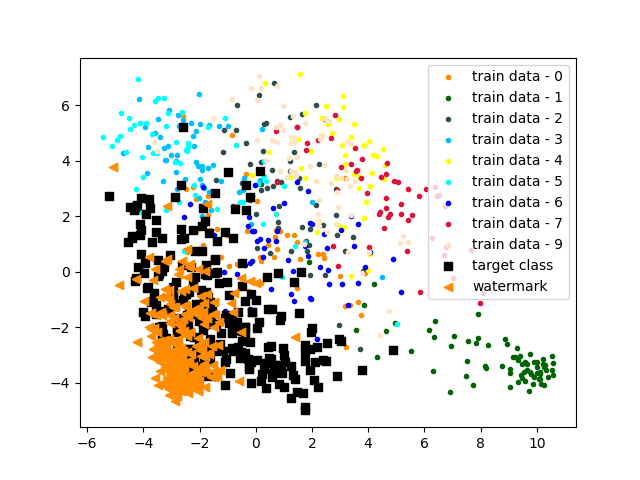 train data - 0
train data - 1
train data - 2
train data - 3
train data - 4
train data - 5
train data - 6
train data - 7
train data - 9
target class
watermark
6
4
2
0
−2
−4
−6 −4 −2 0 2 4 6 8 10